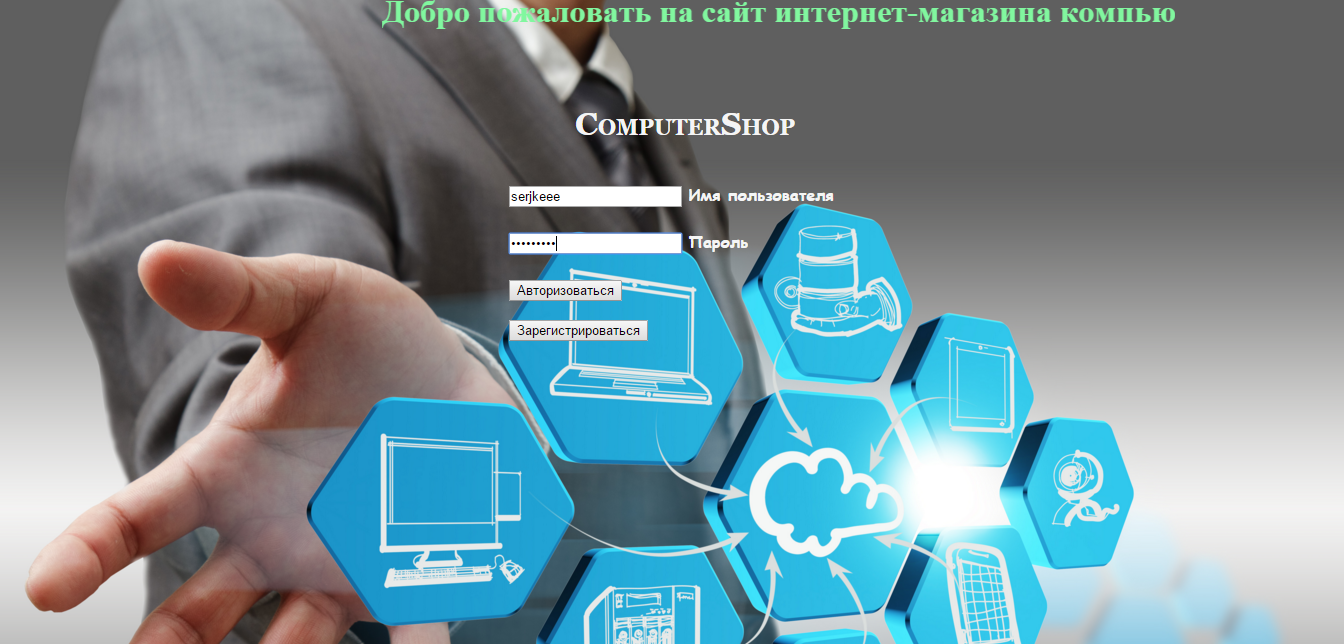 Добро пожаловать на сайт интернет-магазина компью
ComputerShop
serjkeee Имя пользователя
••••••••• Пароль
Авторизоваться
Зарегистрироваться